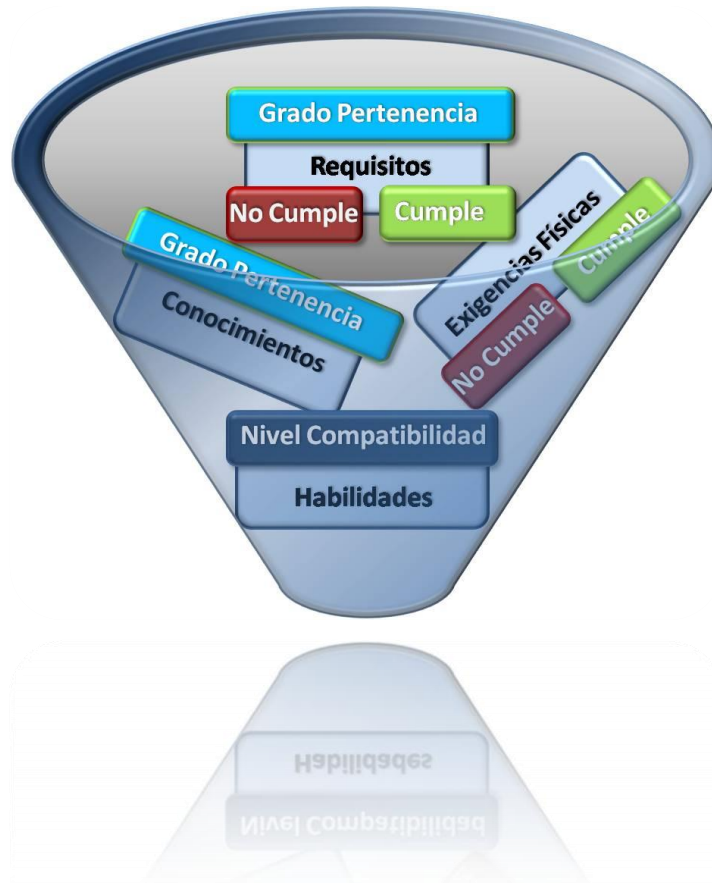 Grado Pertenencia
Requisitos
No Cumple
Cumple
Grado Pertenencia
Conocimientos
Exigencias Físicas
No Cumple
Cumple
Nivel Compatibilidad
Habilidades
Habilidades
Nivel Compatibilidad